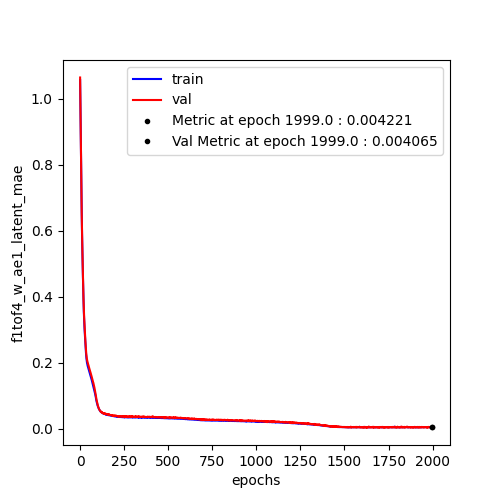 train
val
Metric at epoch 1999.0 : 0.004221
Val Metric at epoch 1999.0 : 0.004065
1.0
0.8
0.6
0.4
0.2
0.0
f1tof4_w_ae1_latent_mae
0 250 500 750 1000 1250 1500 1750 2000
epochs